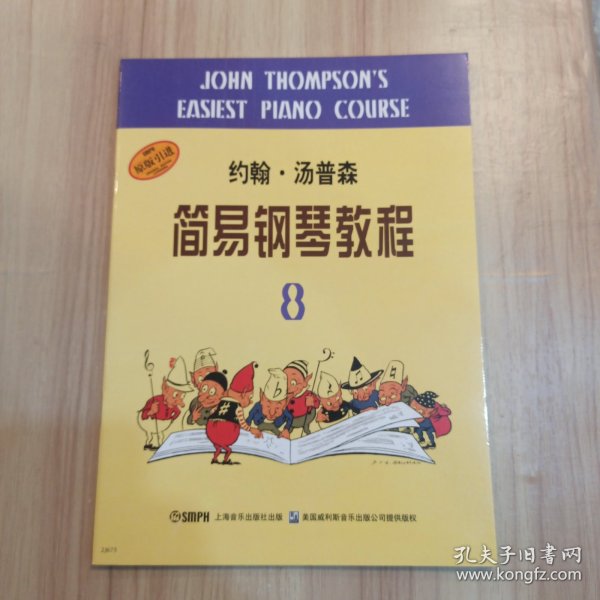 JOHN THOMPSON'S
EASIEST PIANO COURSE
原版引进
约翰·汤普森
简易钢琴教程
8
SMPH 上海音乐出版社出版 美国威利斯音乐出版公司提供版权
孔夫子旧书网
www.kongfz.com